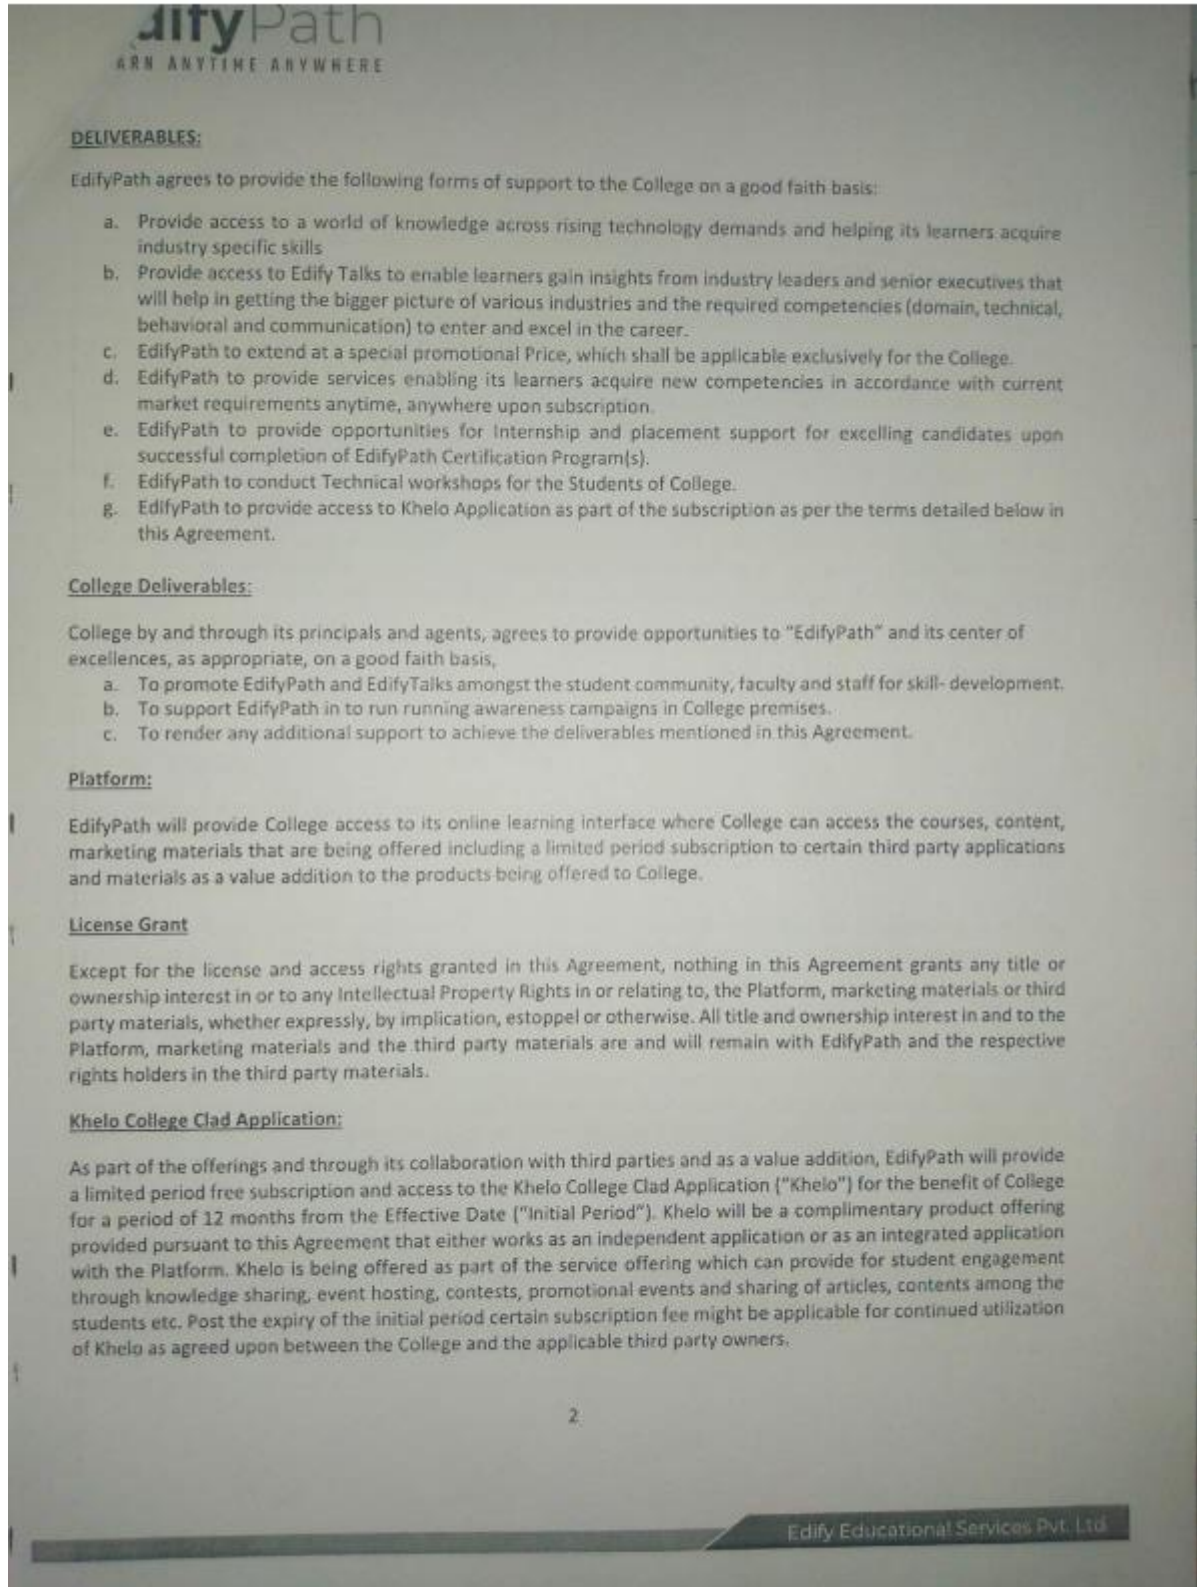 difyPath
ARN ANYTIME ANYWHERE
DELIVERABLES:
EdifyPath agrees to provide the following forms of support to the College on a good faith basis:
a. Provide access to a world of knowledge across rising technology demands and helping its learners acquire
industry specific skills
b. Provide access to Edify Talks to enable learners gain insights from industry leaders and senior executives that
will help in getting the bigger picture of various industries and the required competencies (domain, technical,
behavioral and communication) to enter and excel in the career.
c. EdifyPath to extend at a special promotional Price, which shall be applicable exclusively for the College.
d. EdifyPath to provide services enabling its learners acquire new competencies in accordance with current
market requirements anytime, anywhere upon subscription.
e. EdifyPath to provide opportunities for Internship and placement support for excelling candidates upon
successful completion of EdifyPath Certification Program(s).
f. EdifyPath to conduct Technical workshops for the Students of College.
g. EdifyPath to provide access to Khelo Application as part of the subscription as per the terms detailed below in
this Agreement.
College Deliverables:
College by and through its principals and agents, agrees to provide opportunities to "EdifyPath" and its center of
excellences, as appropriate, on a good faith basis,
a. To promote EdifyPath and EdifyTalks amongst the student community, faculty and staff for skill- development.
b. To support EdifyPath in to run running awareness campaigns in College premises.
c. To render any additional support to achieve the deliverables mentioned in this Agreement.
Platform:
EdifyPath will provide College access to its online learning interface where College can access the courses, content,
marketing materials that are being offered including a limited period subscription to certain third party applications
and materials as a value addition to the products being offered to College.
License Grant
Except for the license and access rights granted in this Agreement, nothing in this Agreement grants any title or
ownership interest in or to any Intellectual Property Rights in or relating to, the Platform, marketing materials or third
party materials, whether expressly, by implication, estoppel or otherwise. All title and ownership interest in and to the
Platform, marketing materials and the third party materials are and will remain with EdifyPath and the respective
rights holders in the third party materials.
Khelo College Clad Application:
As part of the offerings and through its collaboration with third parties and as a value addition, EdifyPath will provide
a limited period free subscription and access to the Khelo College Clad Application ("Khelo") for the benefit of College
for a period of 12 months from the Effective Date ("Initial Period"). Khelo will be a complimentary product offering
provided pursuant to this Agreement that either works as an independent application or as an integrated application
with the Platform. Khelo is being offered as part of the service offering which can provide for student engagement
through knowledge sharing, event hosting, contests, promotional events and sharing of articles, contents among the
students etc. Post the expiry of the initial period certain subscription fee might be applicable for continued utilization
of Khelo as agreed upon between the College and the applicable third party owners.
2
Edify Educational Services Pvt. Ltd